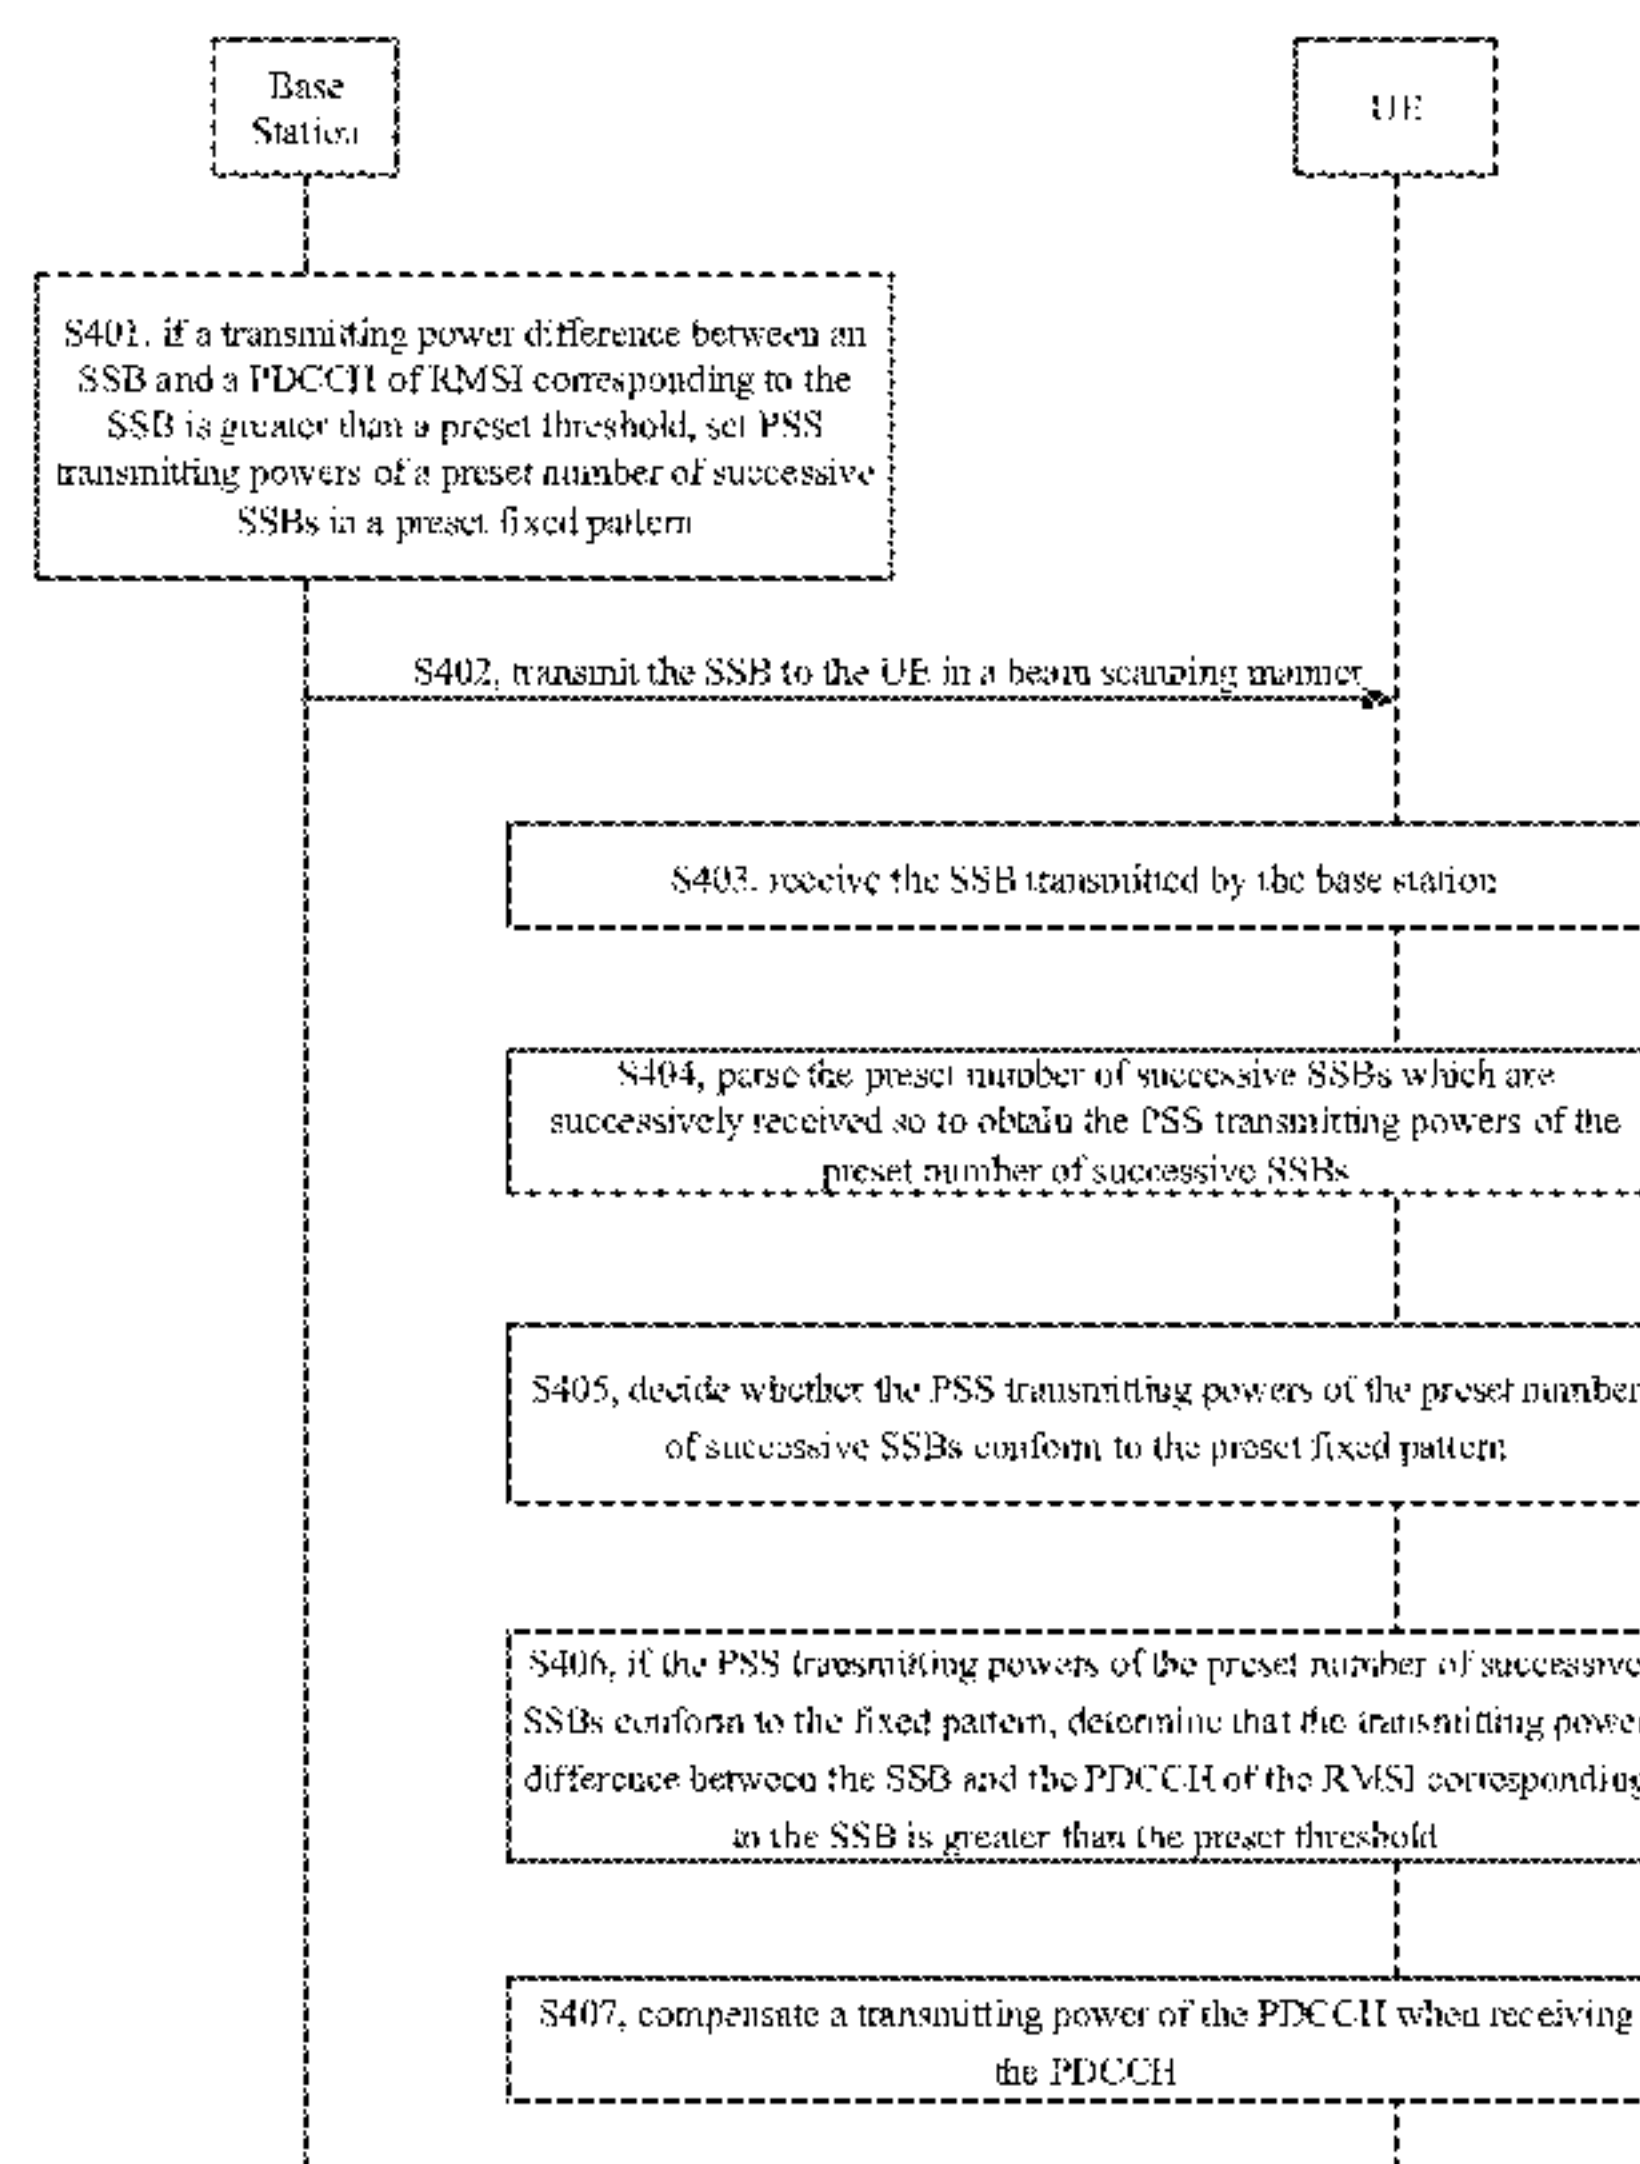 Base
Station
UE
S401. if a transmitting power difference between an
SSB and a PDCCH of RMSI corresponding to the
SSB is greater than a preset threshold, set PSS
transmitting powers of a preset number of successive
SSBs in a preset fixed pattern
S402, transmit the SSB to the UE in a beam scanning manner
S403. receive the SSB transmitted by the base station
S404, parse the preset number of successive SSBs which are
successively received so to obtain the PSS transmitting powers of the
preset number of successive SSBs
S405, decide whether the PSS transmitting powers of the preset number
of successive SSBs conform to the preset fixed pattern
S406, if the PSS transmitting powers of the preset number of successive
SSBs conform to the fixed pattern, determine that the transmitting power
difference between the SSB and the PDCCH of the RMSI corresponding
to the SSB is greater than the preset threshold
S407, compensate a transmitting power of the PDCCH when receiving
the PDCCH